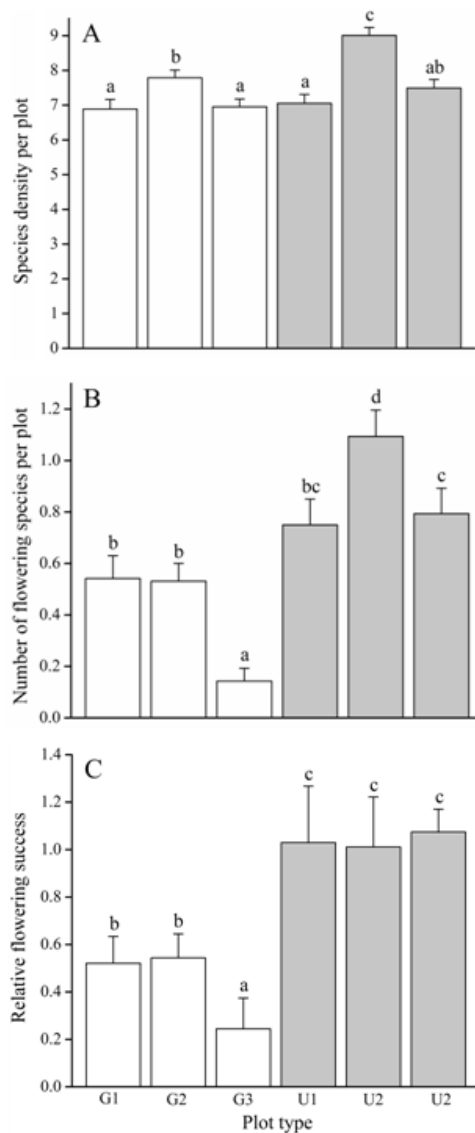 A
Species density per plot
9
8
7
6
5
4
3
2
1
0
a
b
a
a
c
ab
B
Number of flowering species per plot
1.2
1.0
0.8
0.6
0.4
0.2
0.0
b
b
a
bc
d
c
C
Relative flowering success
1.4
1.2
1.0
0.8
0.6
0.4
0.2
0.0
b
b
a
c
c
c
G1 G2 G3 U1 U2 U2
Plot type